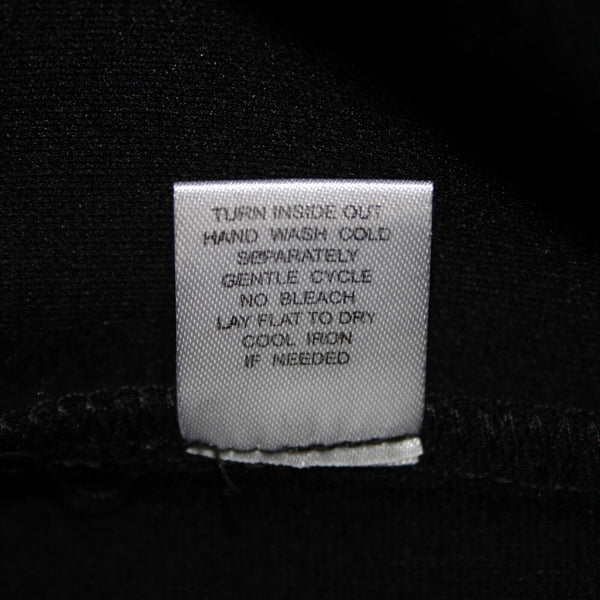 TURN INSIDE OUT
HAND WASH COLD
SEPARATELY
GENTLE CYCLE
NO BLEACH
LAY FLAT TO DRY
COOL IRON
IF NEEDED